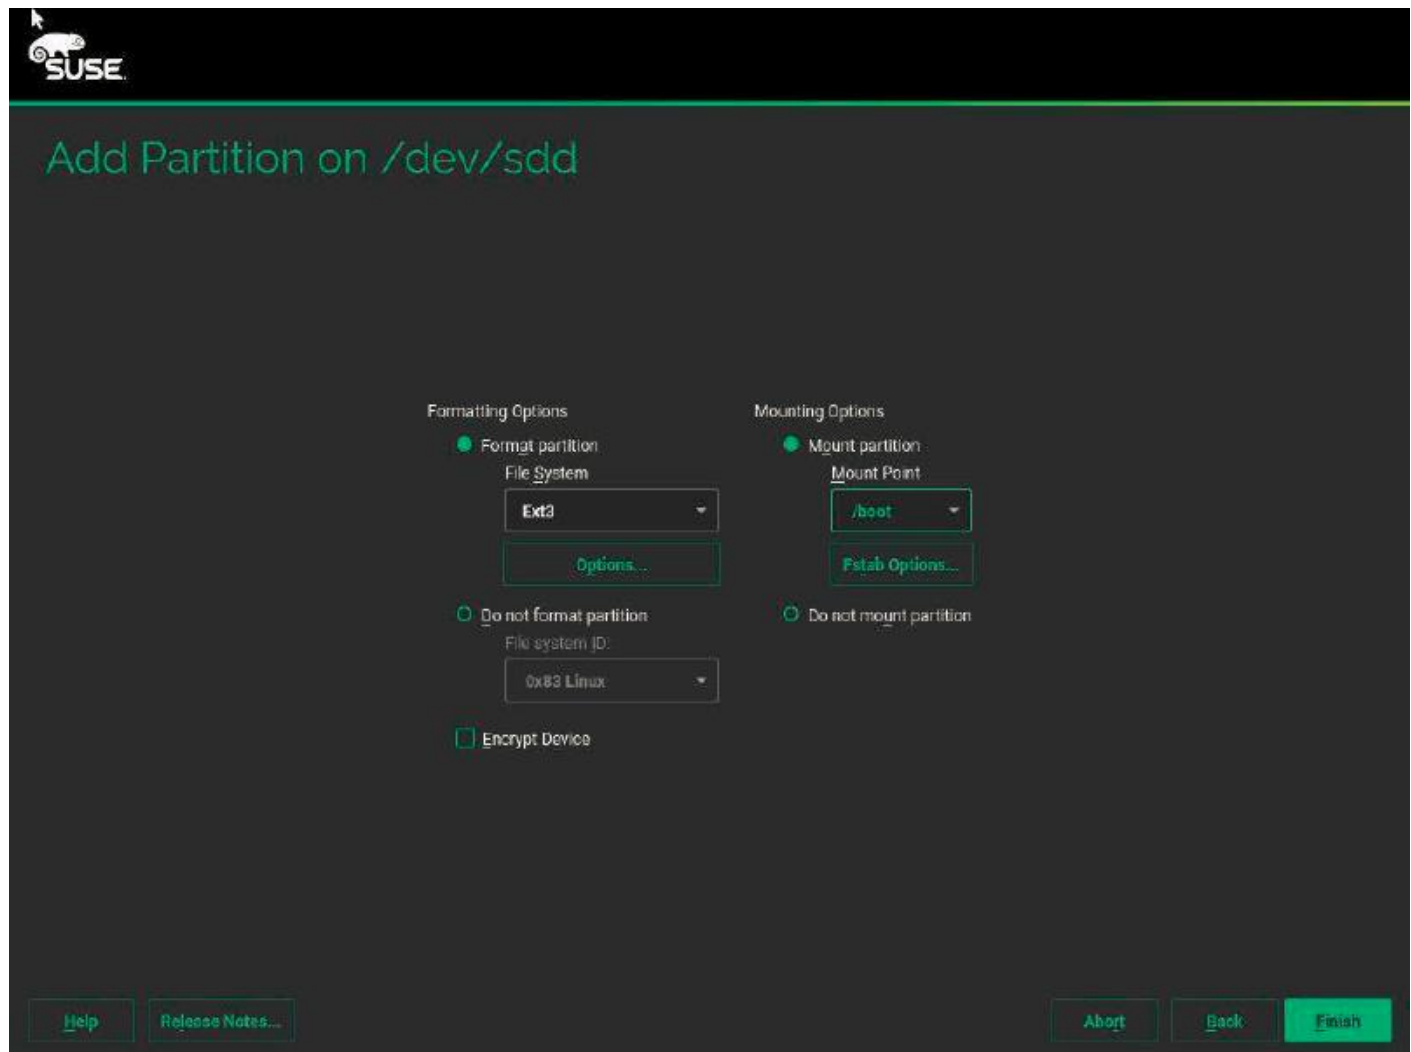 SUSE.
Add Partition on /dev/sdd
Formatting Options
Format partition
File System
Ext3
Options...
Do not format partition
File system ID:
0x83 Linux
Encrypt Device
Mounting Options
Mount partition
Mount Point
/boot
Fstab Options...
Do not mount partition
Help
Release Notes...
Abort
Back
Finish